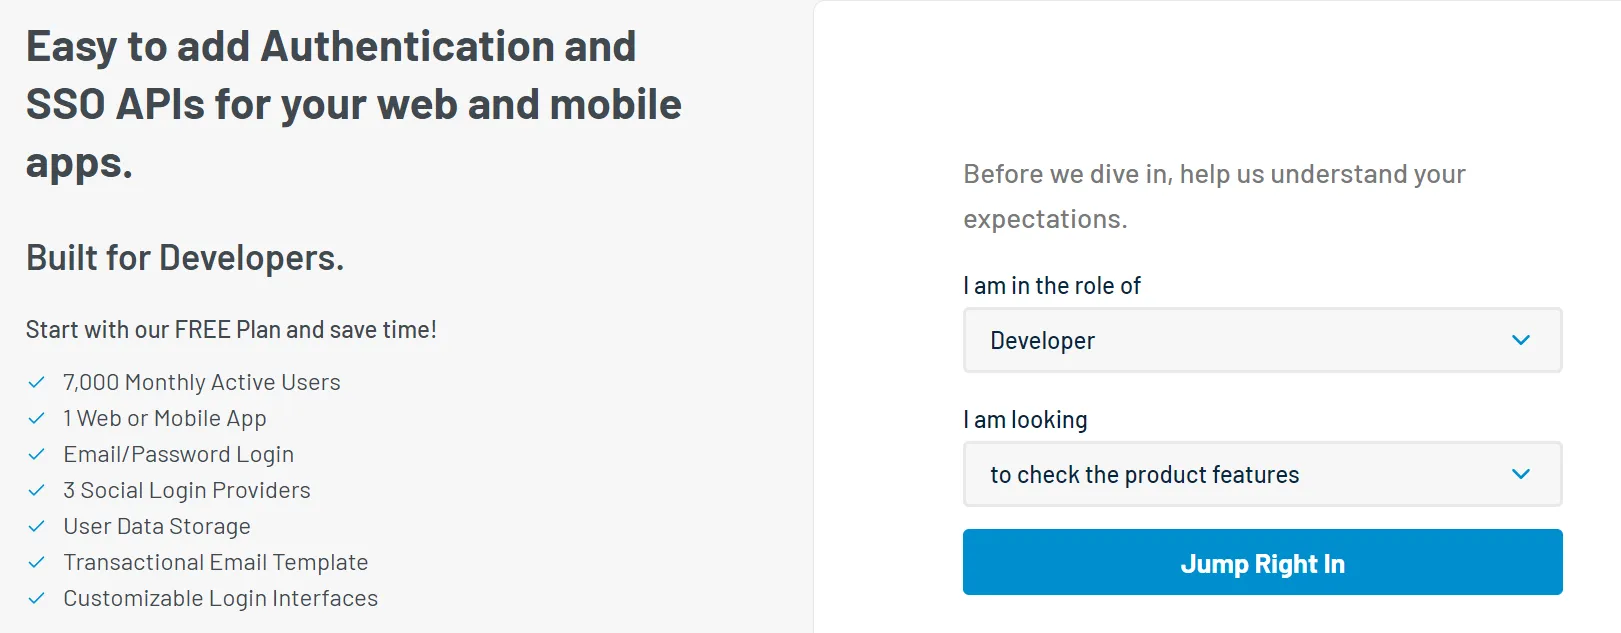 Easy to add Authentication and
SSO APIs for your web and mobile
apps.
Built for Developers.
Start with our FREE Plan and save time!
7,000 Monthly Active Users
1 Web or Mobile App
Email/Password Login
3 Social Login Providers
User Data Storage
Transactional Email Template
Customizable Login Interfaces
Before we dive in, help us understand your
expectations.
I am in the role of
Developer
I am looking
to check the product features
Jump Right In